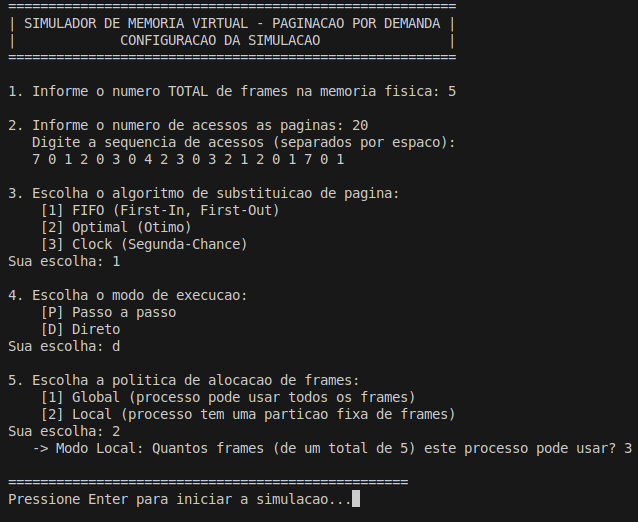 ========================================================
| SIMULADOR DE MEMORIA VIRTUAL - PAGINACAO POR DEMANDA |
|             CONFIGURACAO DA SIMULACAO                |
========================================================

1. Informe o numero TOTAL de frames na memoria fisica: 5

2. Informe o numero de acessos as paginas: 20
   Digite a sequencia de acessos (separados por espaco):
   7 0 1 2 0 3 0 4 2 3 0 3 2 1 2 0 1 7 0 1

3. Escolha o algoritmo de substituicao de pagina:
    [1] FIFO (First-In, First-Out)
    [2] Optimal (Otimo)
    [3] Clock (Segunda-Chance)
Sua escolha: 1

4. Escolha o modo de execucao:
    [P] Passo a passo
    [D] Direto
Sua escolha: d

5. Escolha a politica de alocacao de frames:
    [1] Global (processo pode usar todos os frames)
    [2] Local (processo tem uma particao fixa de frames)
Sua escolha: 2
   -> Modo Local: Quantos frames (de um total de 5) este processo pode usar? 3

==================================================
Pressione Enter para iniciar a simulacao...